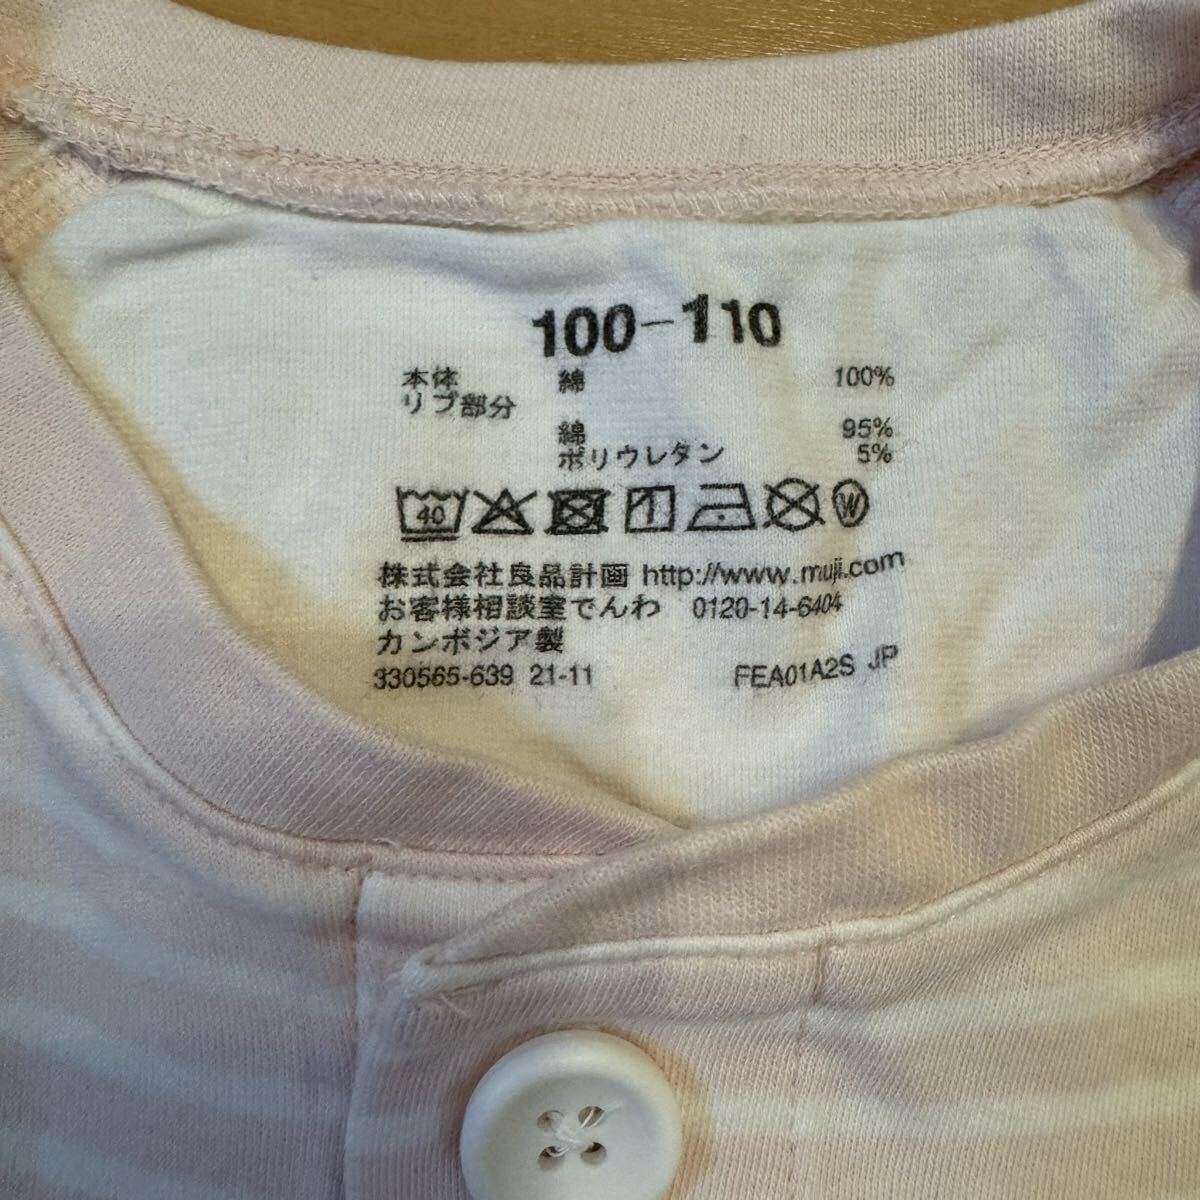 100-110
本体 綿 100%
リブ部分
綿 95%
ポリウレタン 5%
40 W
株式会社良品計画 http://www.muji.com
お客様相談室でんわ 0120-14-6404
カンボジア製
330565-639 21-11 FEA01A2S JP